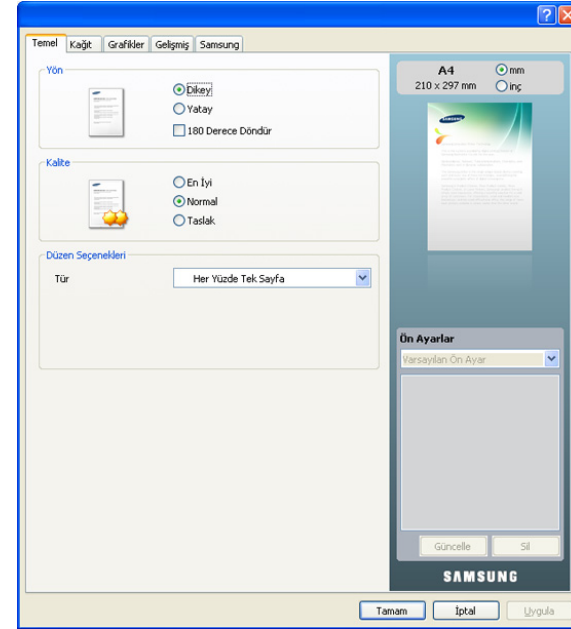 Temel Kağıt Grafikler Gelişmiş Samsung
Yön
Dikey
Yatay
180 Derece Döndür
Kalite
En İyi
Normal
Taslak
Düzen Seçenekleri
Tür Her Yüzde Tek Sayfa
A4 mm
210 x 297 mm inç
SAMSUNG
Ön Ayarlar
Varsayılan Ön Ayar
Güncelle Sil
SAMSUNG
Tamam İptal Uygula